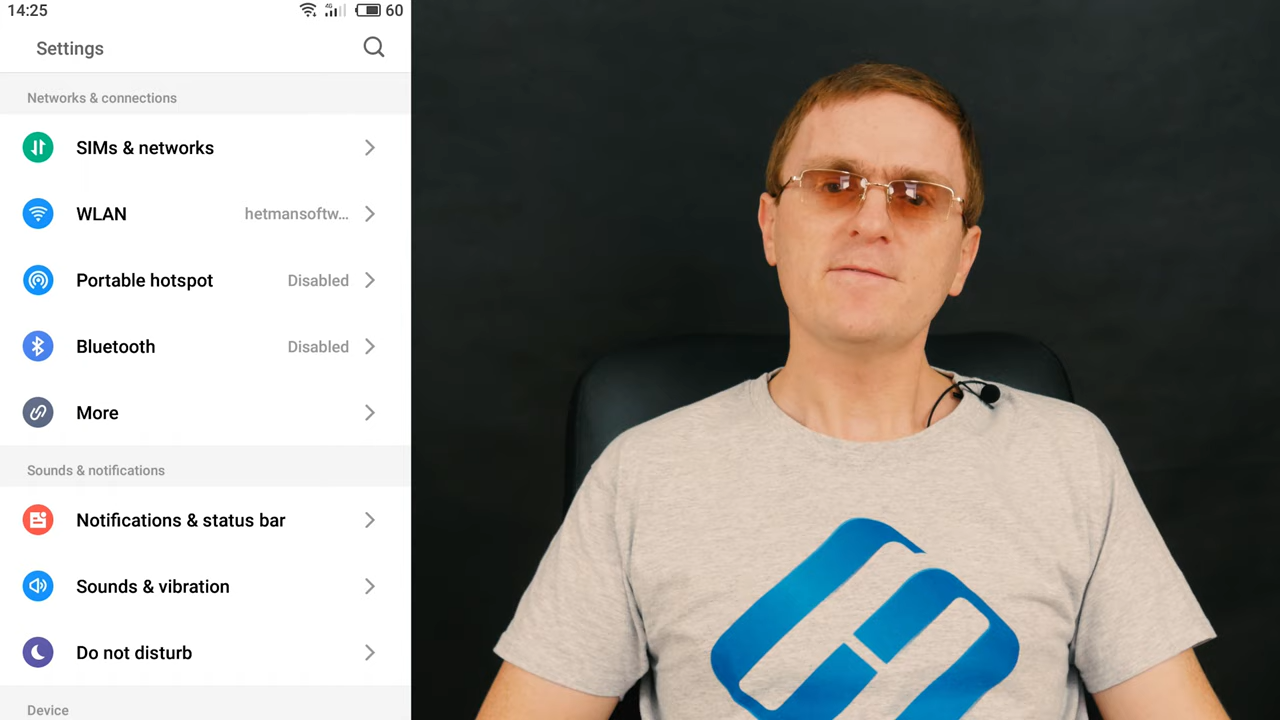 14:25
4G
60
Settings
Networks & connections
SIMs & networks
WLAN hetmansoftw...
Portable hotspot Disabled
Bluetooth Disabled
More
Sounds & notifications
Notifications & status bar
Sounds & vibration
Do not disturb
Device